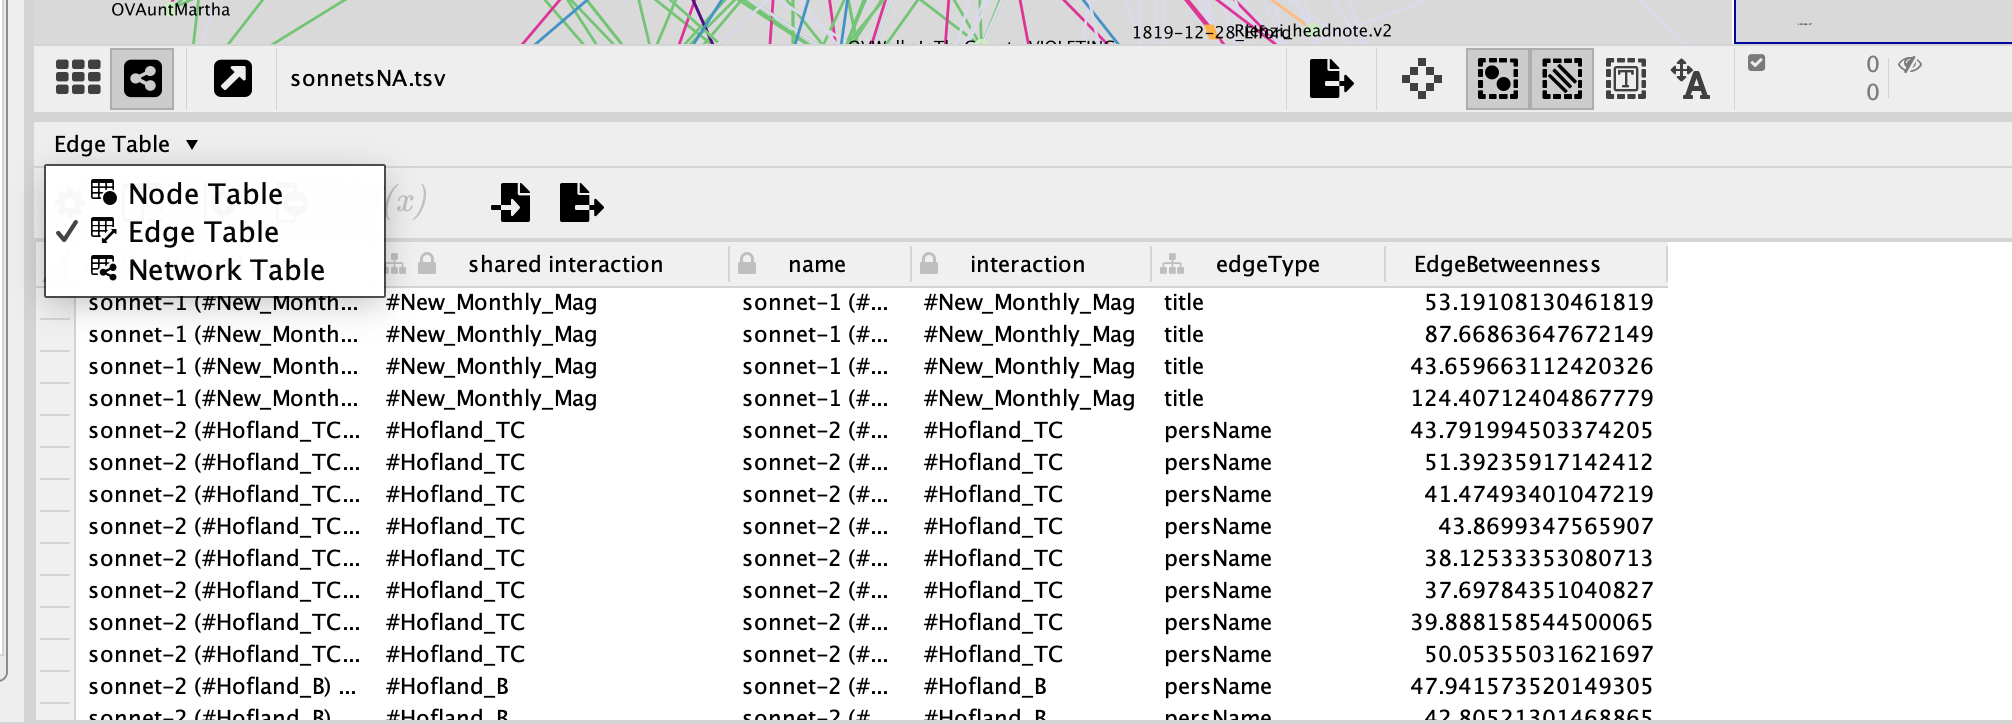 OVAuntMartha
1819-12-28_Elford
Rienzi_headnote.v2
sonnetsNA.tsv
T
A
0
0
Edge Table ▼
Node Table
Edge Table
Network Table
(x)
shared interaction name interaction edgeType EdgeBetweenness
sonnet-1 (#New_Month... #New_Monthly_Mag sonnet-1 (#... #New_Monthly_Mag title 53.19108130461819
sonnet-1 (#New_Month... #New_Monthly_Mag sonnet-1 (#... #New_Monthly_Mag title 87.66863647672149
sonnet-1 (#New_Month... #New_Monthly_Mag sonnet-1 (#... #New_Monthly_Mag title 43.659663112420326
sonnet-1 (#New_Month... #New_Monthly_Mag sonnet-1 (#... #New_Monthly_Mag title 124.40712404867779
sonnet-2 (#Hofland_TC... #Hofland_TC sonnet-2 (#... #Hofland_TC persName 43.791994503374205
sonnet-2 (#Hofland_TC... #Hofland_TC sonnet-2 (#... #Hofland_TC persName 51.39235917142412
sonnet-2 (#Hofland_TC... #Hofland_TC sonnet-2 (#... #Hofland_TC persName 41.47493401047219
sonnet-2 (#Hofland_TC... #Hofland_TC sonnet-2 (#... #Hofland_TC persName 43.8699347565907
sonnet-2 (#Hofland_TC... #Hofland_TC sonnet-2 (#... #Hofland_TC persName 38.12533353080713
sonnet-2 (#Hofland_TC... #Hofland_TC sonnet-2 (#... #Hofland_TC persName 37.69784351040827
sonnet-2 (#Hofland_TC... #Hofland_TC sonnet-2 (#... #Hofland_TC persName 39.888158544500065
sonnet-2 (#Hofland_TC... #Hofland_TC sonnet-2 (#... #Hofland_TC persName 50.05355031621697
sonnet-2 (#Hofland_B) ... #Hofland_B sonnet-2 (#... #Hofland_B persName 47.941573520149305
sonnet-2 (#Hofland_B) #Hofland_B sonnet-2 (# #Hofland_B persName 42.80521301468865